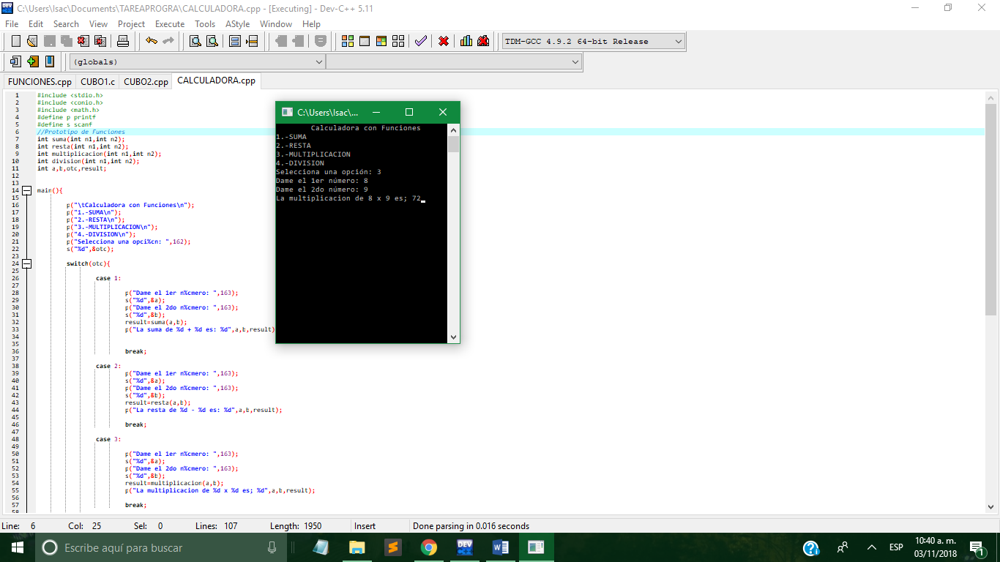 C:\Users\Isac\Documents\TAREAPROGRA\CALCULADORA.cpp - [Executing] - Dev-C++ 5.11
File Edit Search View Project Execute Tools AStyle Window Help
TDM-GCC 4.9.2 64-bit Release
(globals)
FUNCIONES.cpp CUBO1.c CUBO2.cpp CALCULADORA.cpp
1 #include <stdio.h>
2 #include <conio.h>
3 #include <math.h>
4 #define p printf
5 #define s scanf
6 //Prototipo de Funciones
7 int suma(int n1,int n2);
8 int resta(int n1,int n2);
9 int multiplicacion(int n1,int n2);
10 int division(int n1,int n2);
11 int a,b,otc,result;
12
13
14 main(){
15
16 p("\tCalculadora con Funciones\n");
17 p("1.-SUMA\n");
18 p("2.-RESTA\n");
19 p("3.-MULTIPLICACION\n");
20 p("4.-DIVISION\n");
21 p("Selecciona una opci%cn: ",162);
22 s("%d",&otc);
23
24 switch(otc){
25
26 case 1:
27
28 p("Dame el 1er n%cmero: ",163);
29 s("%d",&a);
30 p("Dame el 2do n%cmero: ",163);
31 s("%d",&b);
32 result=suma(a,b);
33 p("La suma de %d + %d es: %d",a,b,result)
34
35
36 break;
37
38 case 2:
39 p("Dame el 1er n%cmero: ",163);
40 s("%d",&a);
41 p("Dame el 2do n%cmero: ",163);
42 s("%d",&b);
43 result=resta(a,b);
44 p("La resta de %d - %d es: %d",a,b,result);
45
46 break;
47
48 case 3:
49
50 p("Dame el 1er n%cmero: ",163);
51 s("%d",&a);
52 p("Dame el 2do n%cmero: ",163);
53 s("%d",&b);
54 result=multiplicacion(a,b);
55 p("La multiplicacion de %d x %d es; %d",a,b,result);
56
57 break;
58
C:\Users\Isac\...
Calculadora con Funciones
1.-SUMA
2.-RESTA
3.-MULTIPLICACION
4.-DIVISION
Selecciona una opción: 3
Dame el 1er número: 8
Dame el 2do número: 9
La multiplicacion de 8 x 9 es; 72
Line: 6 Col: 25 Sel: 0 Lines: 107 Length: 1950 Insert Done parsing in 0.016 seconds
Escribe aquí para buscar
DEV
ESP
10:40 a. m.
03/11/2018
1